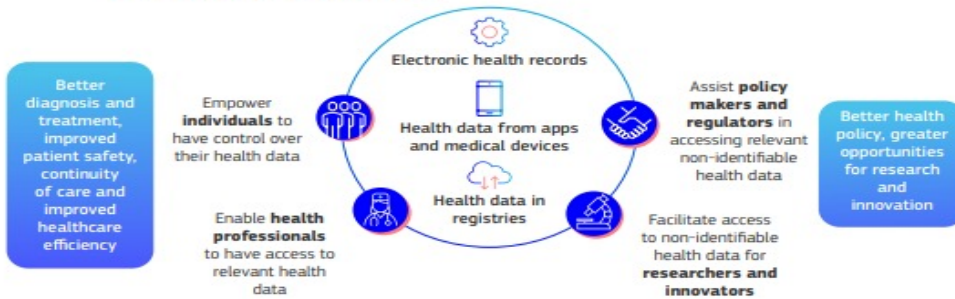 Better
diagnosis and
treatment,
improved
patient safety,
continuity
of care and
improved
healthcare
efficiency
Empower
individuals to
have control over
their health data
Enable health
professionals
to have access to
relevant health
data
Electronic health records
Health data from apps
and medical devices
Health data in
registries
Assist policy
makers and
regulators in
accessing relevant
non-identifiable
health data
Facilitate access
to non-identifiable
health data for
researchers and
innovators
Better health
policy, greater
opportunities
for research
and
innovation